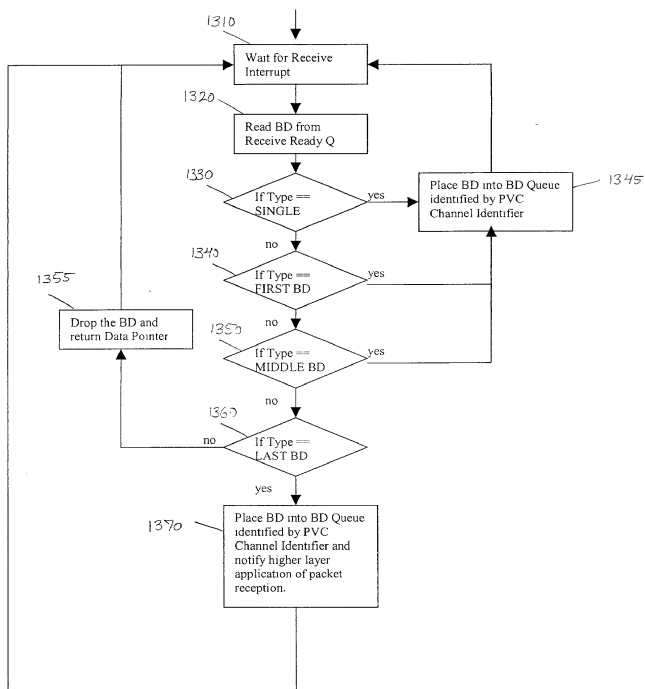 1310
Wait for Receive
Interrupt
1320
Read BD from
Receive Ready Q
1330
If Type ==
SINGLE
yes
Place BD into BD Queue
identified by PVC
Channel Identifier
1345
no
1340
If Type ==
FIRST BD
yes
1355
Drop the BD and
return Data Pointer
no
1350
If Type ==
MIDDLE BD
yes
no
1360
If Type ==
LAST BD
no
yes
1370
Place BD into BD Queue
identified by PVC
Channel Identifier and
notify higher layer
application of packet
reception.